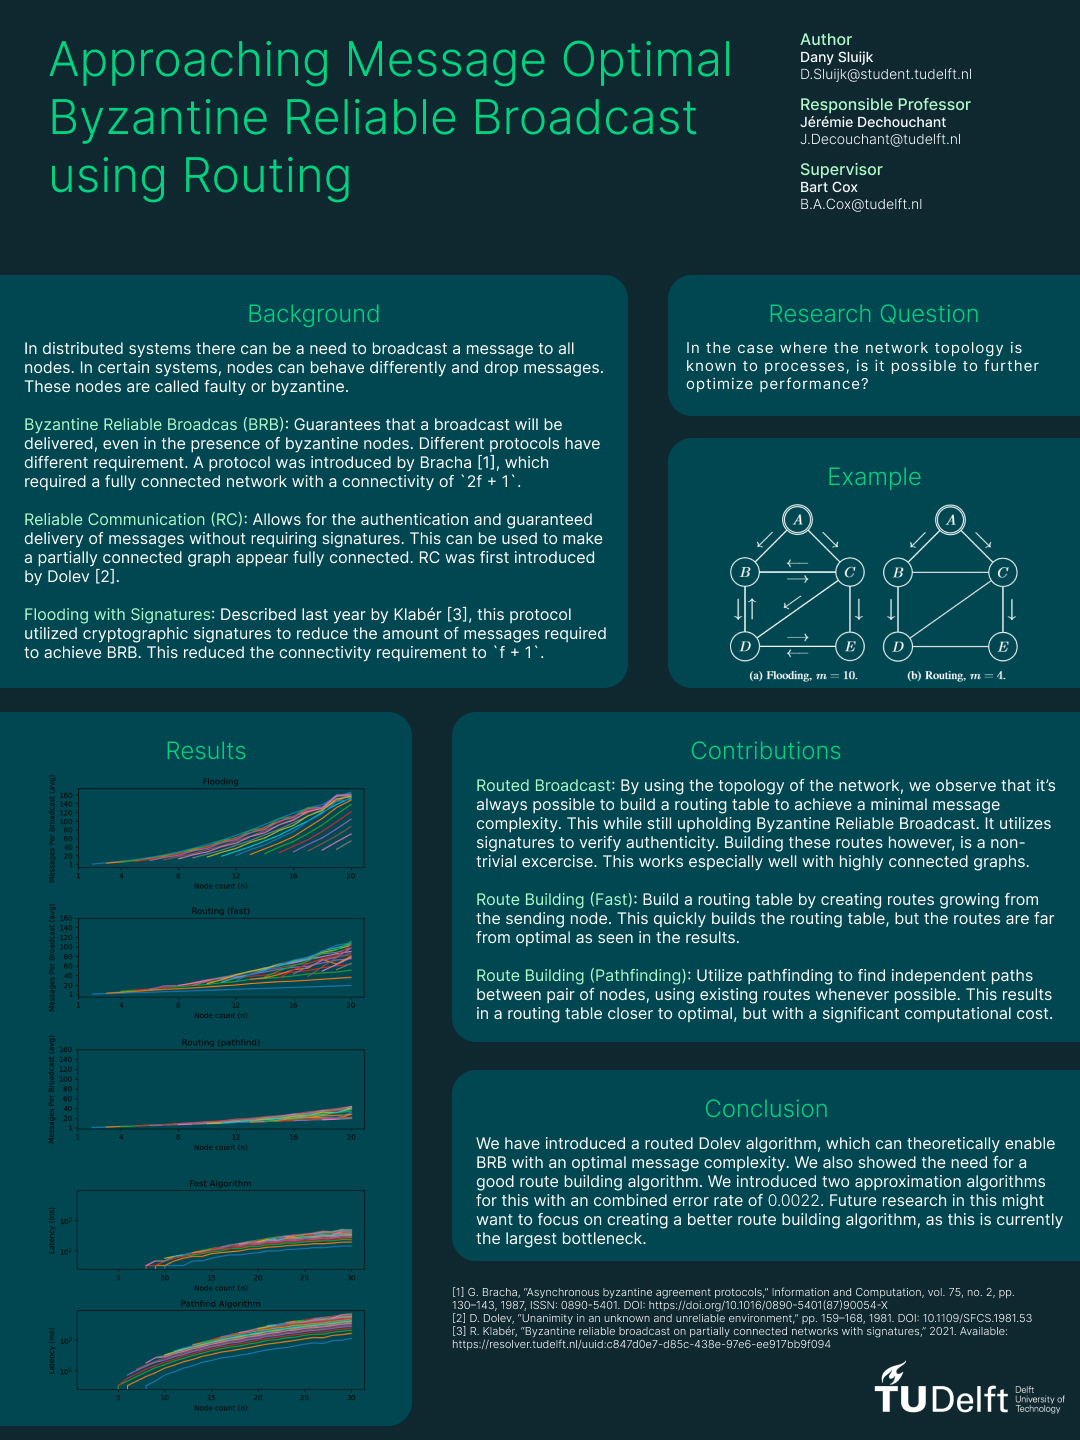 Approaching Message Optimal
Byzantine Reliable Broadcast
using Routing
Author
Dany Sluijk
D.Sluijk@student.tudelft.nl
Responsible Professor
Jérémie Dechouchant
J.Decouchant@tudelft.nl
Supervisor
Bart Cox
B.A.Cox@tudelft.nl
Background
In distributed systems there can be a need to broadcast a message to all
nodes. In certain systems, nodes can behave differently and drop messages.
These nodes are called faulty or byzantine.
Byzantine Reliable Broadcas (BRB): Guarantees that a broadcast will be
delivered, even in the presence of byzantine nodes. Different protocols have
different requirement. A protocol was introduced by Bracha [1], which
required a fully connected network with a connectivity of `2f + 1`.
Reliable Communication (RC): Allows for the authentication and guaranteed
delivery of messages without requiring signatures. This can be used to make
a partially connected graph appear fully connected. RC was first introduced
by Dolev [2].
Flooding with Signatures: Described last year by Klabér [3], this protocol
utilized cryptographic signatures to reduce the amount of messages required
to achieve BRB. This reduced the connectivity requirement to `f + 1`.
Research Question
In the case where the network topology is
known to processes, is it possible to further
optimize performance?
Example
A
B
C
D
E
(a) Flooding, m = 10.
A
B
C
D
E
(b) Routing, m = 4.
Results
Flooding
Messages Per Broadcast (avg)
160
140
120
100
80
60
40
20
1
1 4 8 12 16 20
Node count (n)
Routing (fast)
Messages Per Broadcast (avg)
160
140
120
100
80
60
40
20
1
1 4 8 12 16 20
Node count (n)
Routing (pathfind)
Messages Per Broadcast (avg)
160
140
120
100
80
60
40
20
1
1 4 8 12 16 20
Node count (n)
Fast Algorithm
Latency (ms)
5 10 15 20 25 30
Node count (n)
Pathfind Algorithm
Latency (ms)
5 10 15 20 25 30
Node count (n)
Contributions
Routed Broadcast: By using the topology of the network, we observe that it’s
always possible to build a routing table to achieve a minimal message
complexity. This while still upholding Byzantine Reliable Broadcast. It utilizes
signatures to verify authenticity. Building these routes however, is a non-
trivial excercise. This works especially well with highly connected graphs.
Route Building (Fast): Build a routing table by creating routes growing from
the sending node. This quickly builds the routing table, but the routes are far
from optimal as seen in the results.
Route Building (Pathfinding): Utilize pathfinding to find independent paths
between pair of nodes, using existing routes whenever possible. This results
in a routing table closer to optimal, but with a significant computational cost.
Conclusion
We have introduced a routed Dolev algorithm, which can theoretically enable
BRB with an optimal message complexity. We also showed the need for a
good route building algorithm. We introduced two approximation algorithms
for this with an combined error rate of 0.0022. Future research in this might
want to focus on creating a better route building algorithm, as this is currently
the largest bottleneck.
[1] G. Bracha, “Asynchronous byzantine agreement protocols,” Information and Computation, vol. 75, no. 2, pp.
130–143, 1987, ISSN: 0890-5401. DOI: https://doi.org/10.1016/0890-5401(87)90054-X
[2] D. Dolev, “Unanimity in an unknown and unreliable environment,” pp. 159–168, 1981. DOI: 10.1109/SFCS.1981.53
[3] R. Klabér, “Byzantine reliable broadcast on partially connected networks with signatures,” 2021. Available:
https://resolver.tudelft.nl/uuid:c847d0e7-d85c-438e-97e6-ee917bb9f094
TUDelft
Delft
University of
Technology